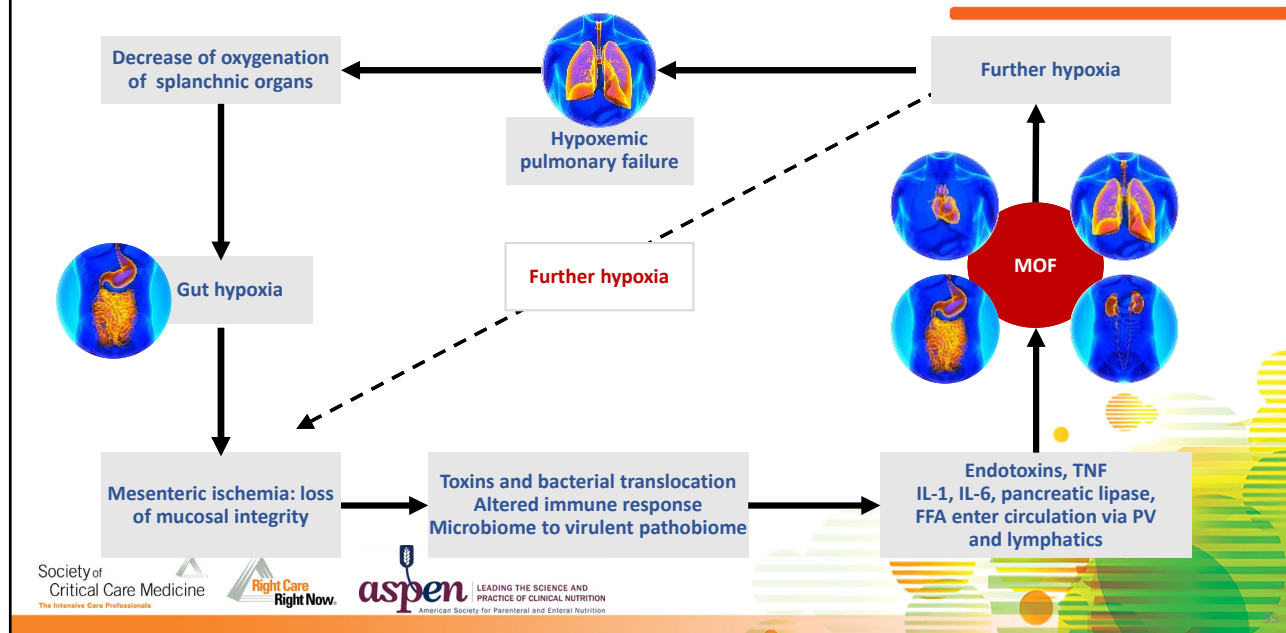 Decrease of oxygenation
of splanchnic organs
Further hypoxia
Hypoxemic
pulmonary failure
Gut hypoxia
Further hypoxia
MOF
Mesenteric ischemia: loss
of mucosal integrity
Toxins and bacterial translocation
Altered immune response
Microbiome to virulent pathobiome
Endotoxins, TNF
IL-1, IL-6, pancreatic lipase,
FFA enter circulation via PV
and lymphatics
Society of
Critical Care Medicine
The Intensive Care Professionals
Right Care
Right Now.
aspen
LEADING THE SCIENCE AND
PRACTICE OF CLINICAL NUTRITION
American Society for Parenteral and Enteral Nutrition